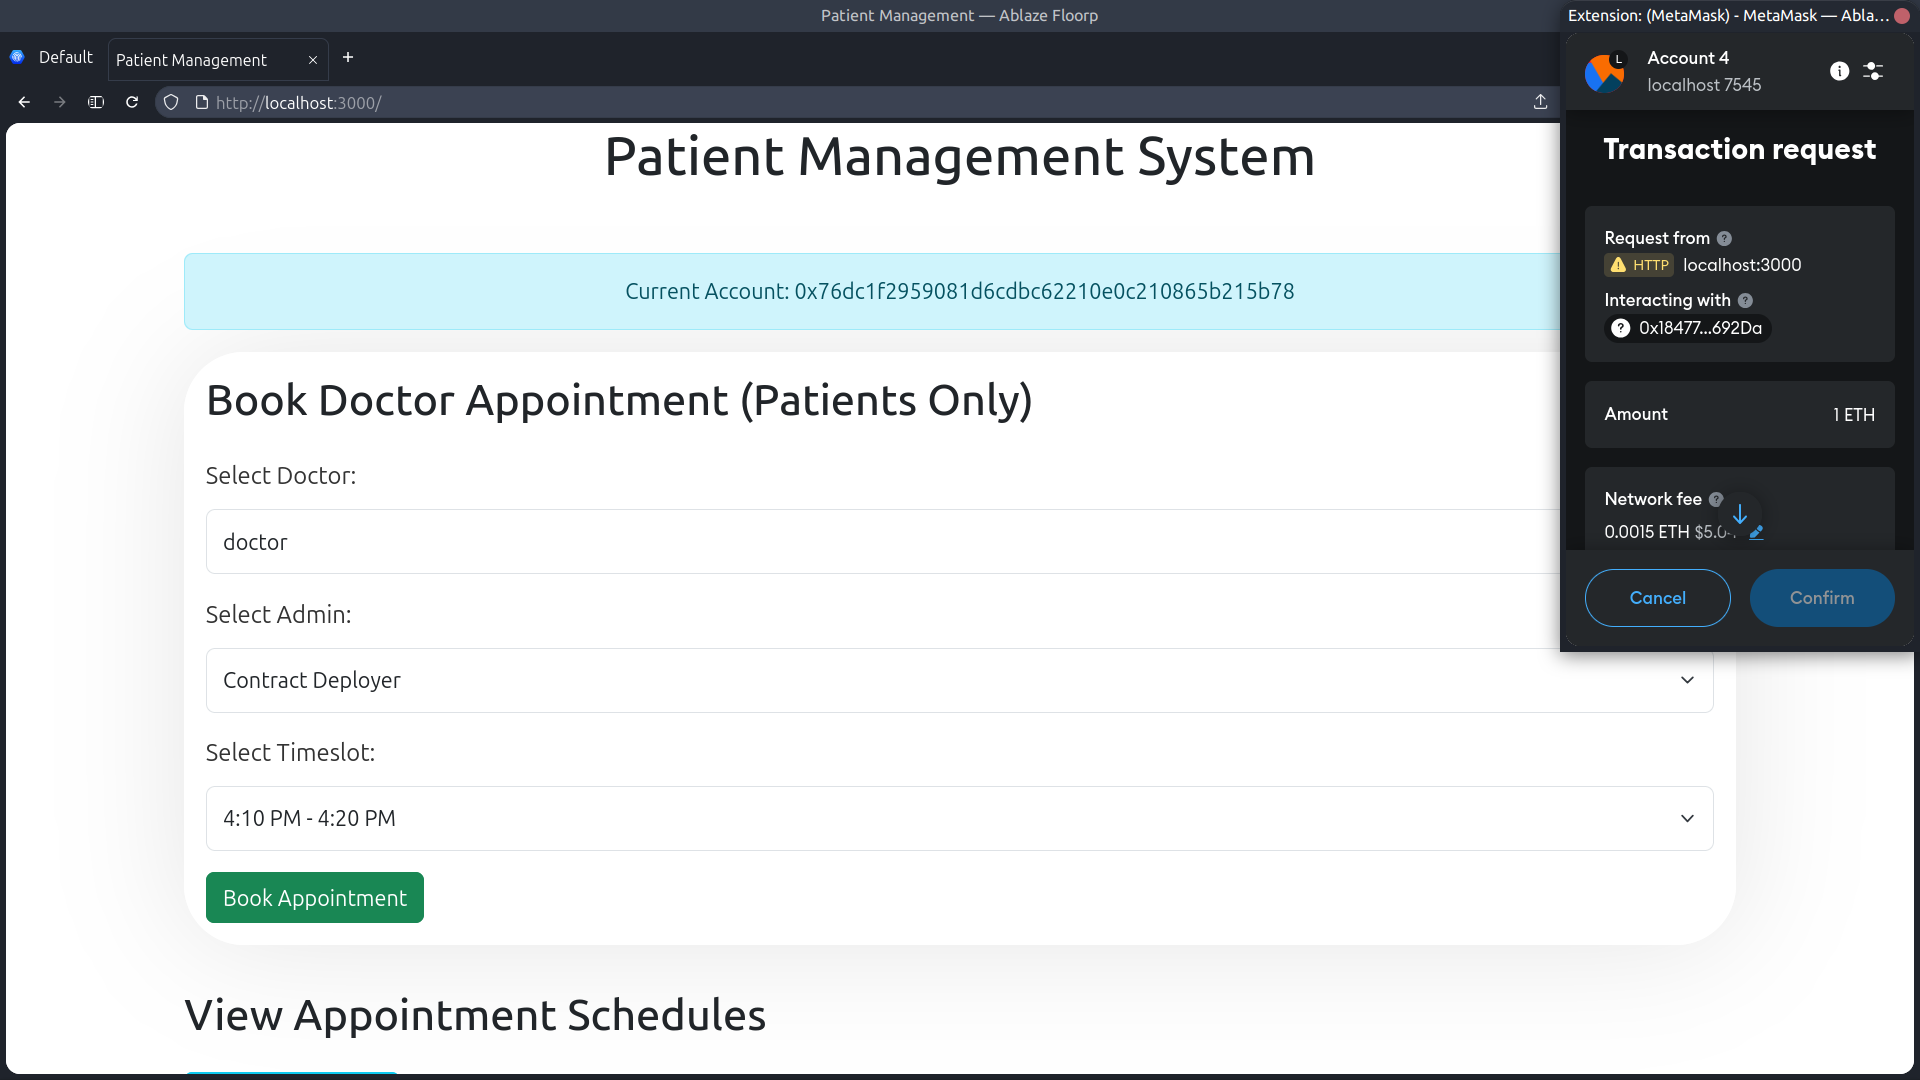 Patient Management — Ablaze Floorp
Default
Patient Management
http://localhost:3000/
Patient Management System
Current Account: 0x76dc1f2959081d6cdbc62210e0c210865b215b78
Book Doctor Appointment (Patients Only)
Select Doctor:
doctor
Select Admin:
Contract Deployer
Select Timeslot:
4:10 PM - 4:20 PM
Book Appointment
View Appointment Schedules
Extension: (MetaMask) - MetaMask — Abla...
L
Account 4
localhost 7545
Transaction request
Request from
HTTP localhost:3000
Interacting with
0x18477...692Da
Amount 1 ETH
Network fee
0.0015 ETH
Cancel Confirm